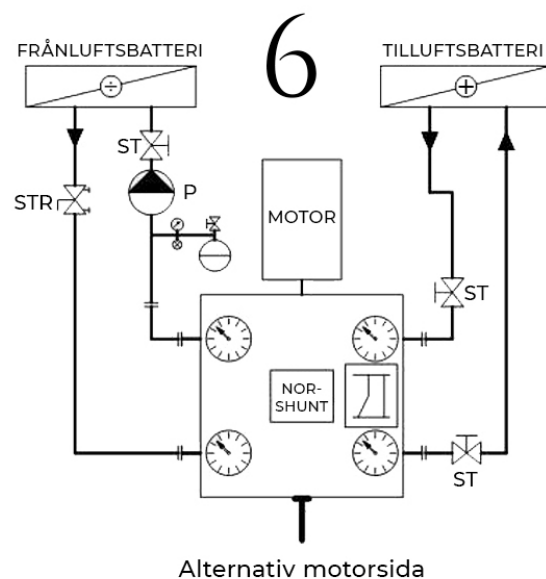 6
FRÅNLUFTSBATTERI
TILLUFTSBATTERI
÷
+
ST
P
STR
MOTOR
ST
NOR-
SHUNT
ST
Alternativ motorsida